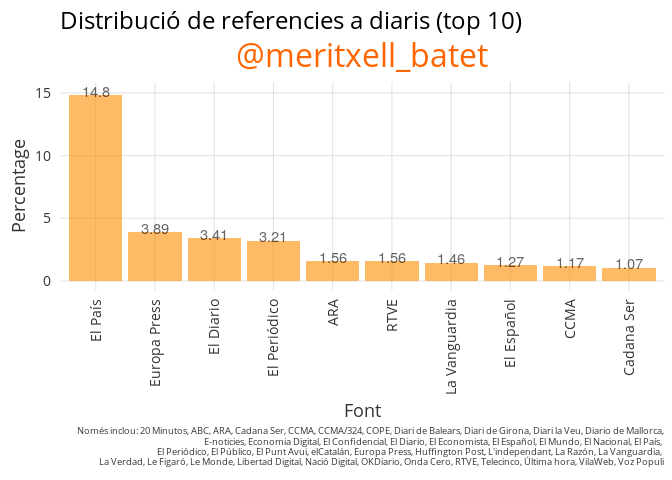 Distribució de referencies a diaris (top 10)
@meritxell_batet
Percentage
15
10
5
0
14.8
3.89
3.41
3.21
1.56
1.56
1.46
1.27
1.17
1.07
El País
Europa Press
El Diario
El Periódico
ARA
RTVE
La Vanguardia
El Español
CCMA
Cadana Ser
Font
Només inclou: 20 Minutos, ABC, ARA, Cadana Ser, CCMA, CCMA/324, COPE, Diari de Balears, Diari de Girona, Diari la Veu, Diario de Mallorca,
E-noticies, Economia Digital, El Confidencial, El Diario, El Economista, El Español, El Mundo, El Nacional, El País,
El Periódico, El Público, El Punt Avui, elCatalán, Europa Press, Huffington Post, L'independant, La Razón, La Vanguardia,
La Verdad, Le Figaró, Le Monde, Libertad Digital, Nació Digital, OKDiario, Onda Cero, RTVE, Telecinco, Última hora, VilaWeb, Voz Populi